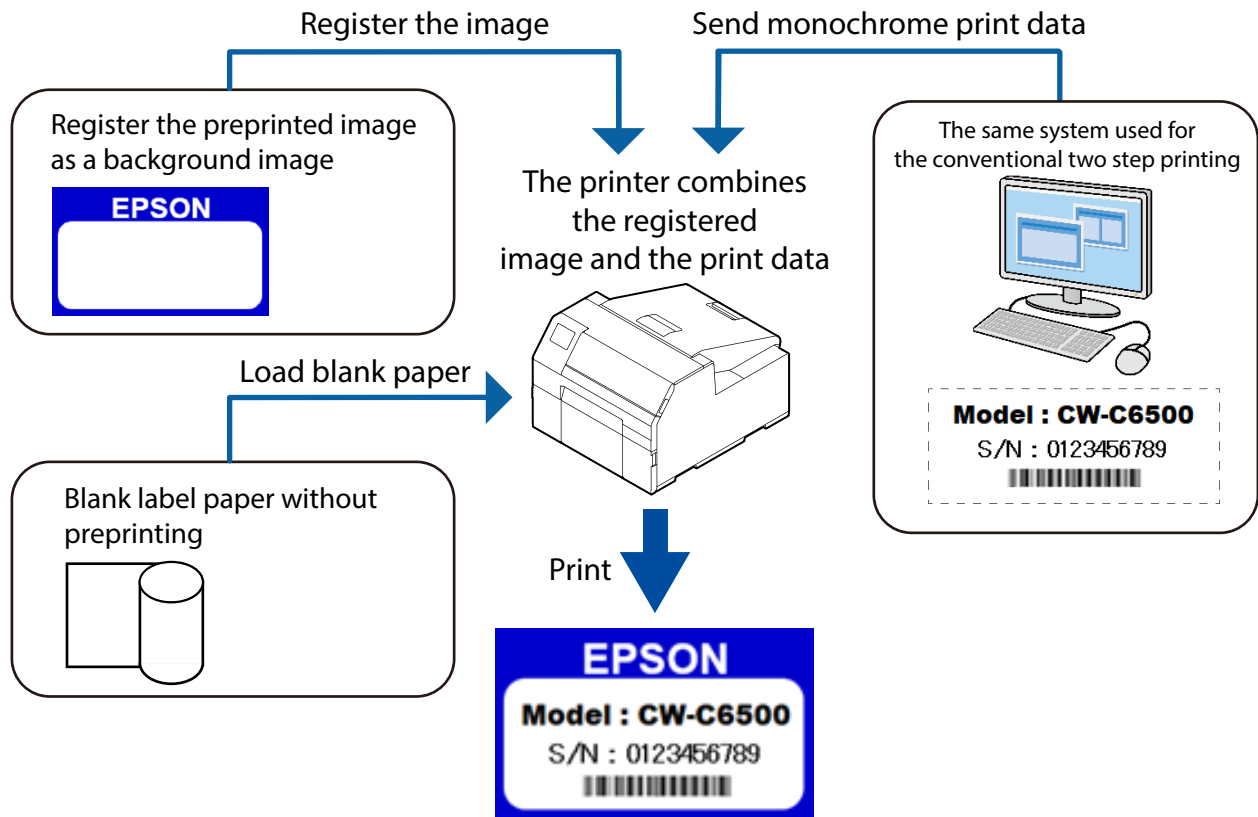 Register the image
Send monochrome print data
Register the preprinted image
as a background image
EPSON
The same system used for
the conventional two step printing
The printer combines
the registered
image and the print data
Load blank paper
Model : CW-C6500
S/N : 0123456789
Blank label paper without
preprinting
Print
EPSON
Model : CW-C6500
S/N : 0123456789